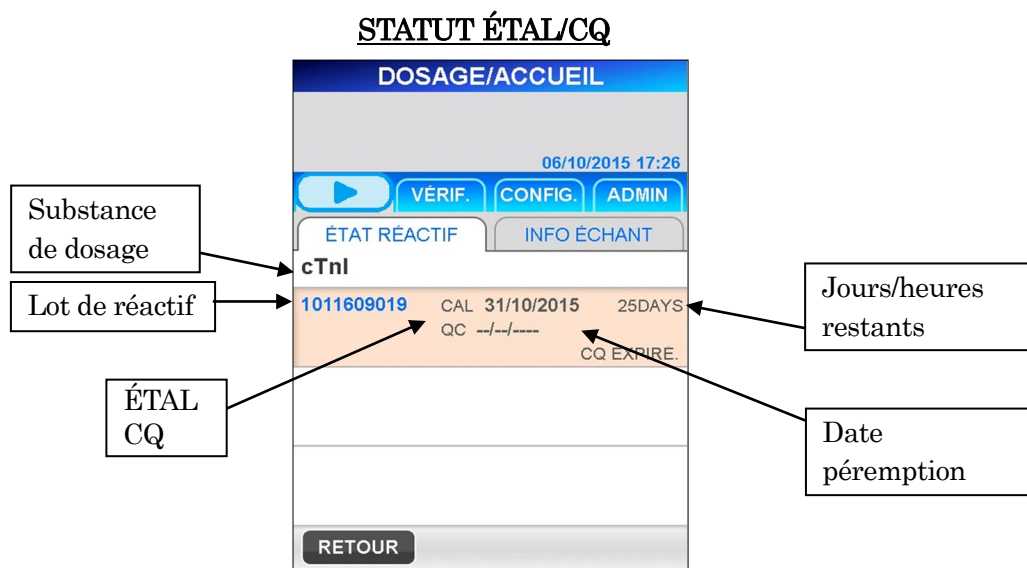 STATUT ÉTAL/CQ
DOSAGE/ACCUEIL
06/10/2015 17:26
VÉRIF. CONFIG. ADMIN
ÉTAT RÉACTIF INFO ÉCHANT
Substance
de dosage
cTnI
Lot de réactif
1011609019 CAL 31/10/2015 25DAYS
QC --/--/----
CQ EXPIRÉ.
Jours/heures
restants
ÉTAL
CQ
Date
péremption
RETOUR